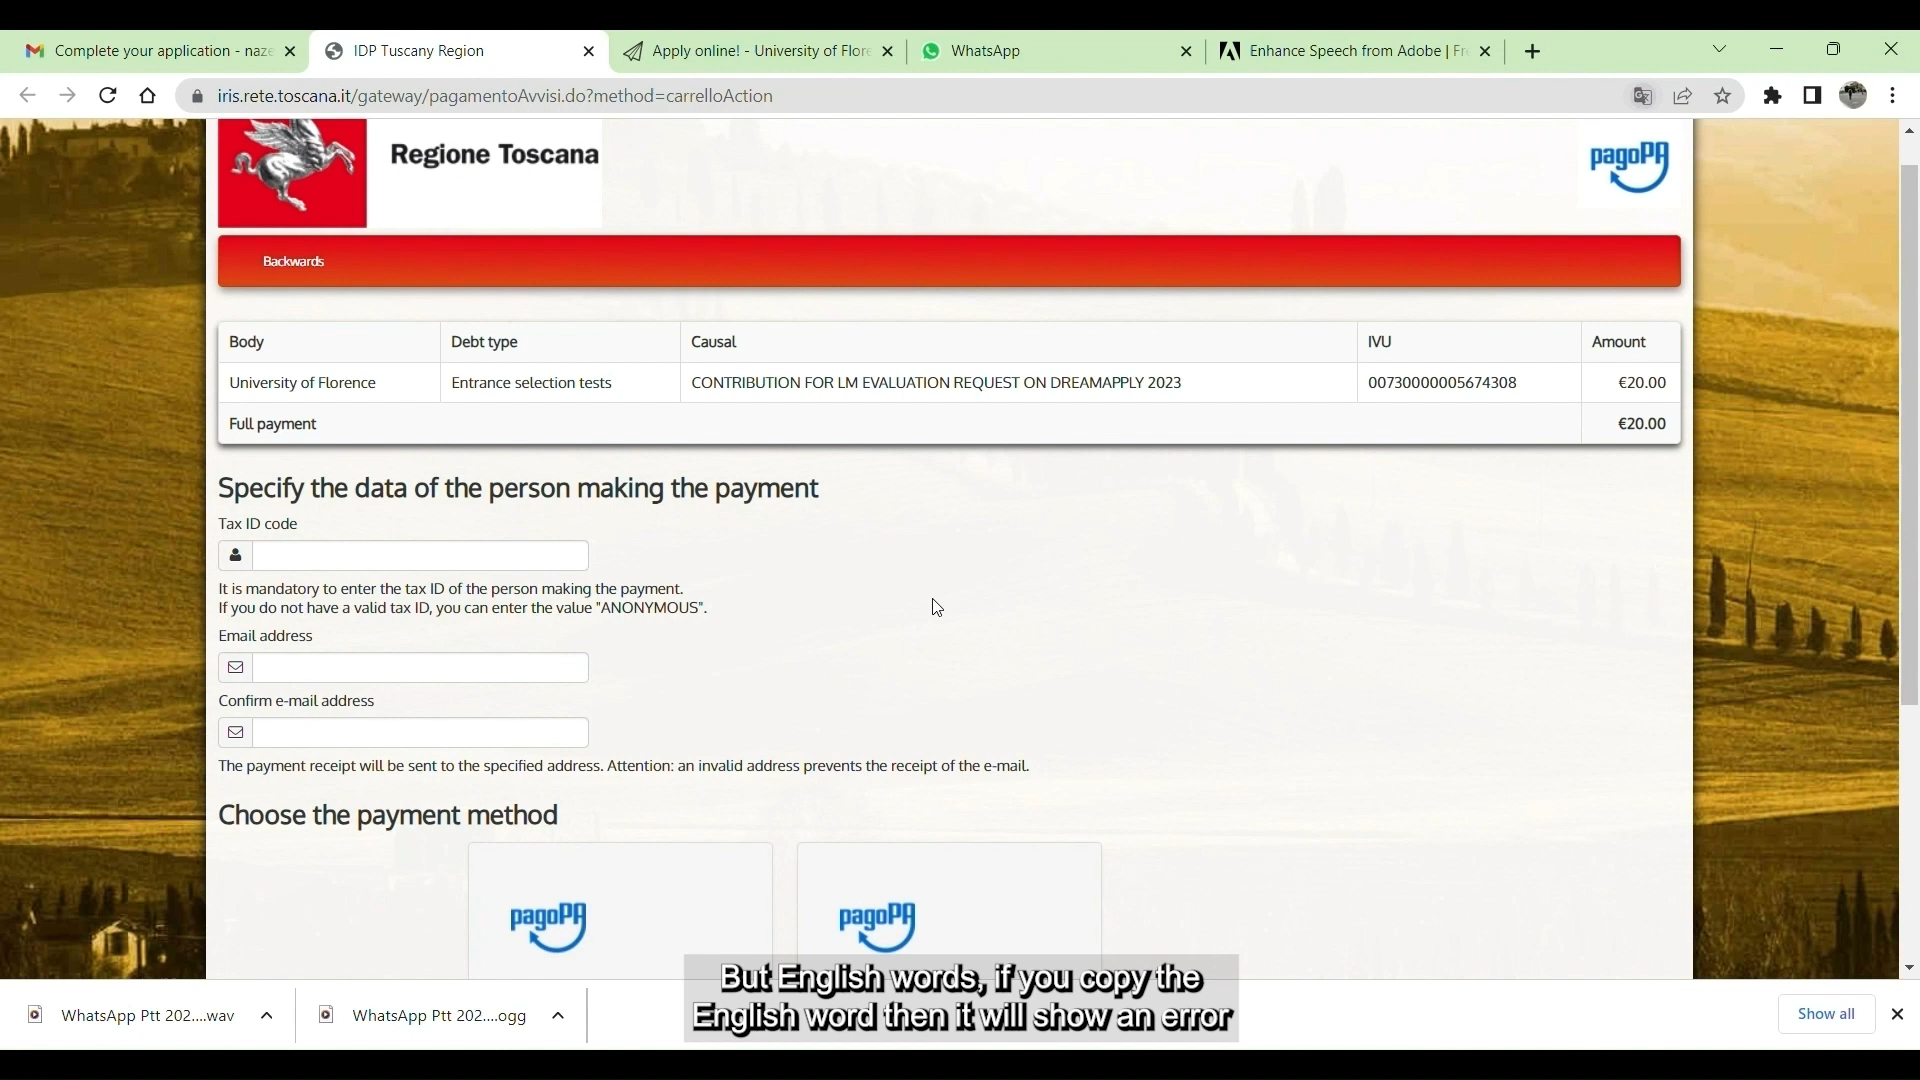 Complete your application - naze
IDP Tuscany Region
Apply online! - University of Flore
WhatsApp
Enhance Speech from Adobe | Fre
iris.rete.toscana.it/gateway/pagamentoAvvisi.do?method=carrelloAction
Regione Toscana
pagoPA
Backwards
Body Debt type Causal IVU Amount
University of Florence Entrance selection tests CONTRIBUTION FOR LM EVALUATION REQUEST ON DREAMAPPLY 2023 00730000005674308 €20.00
Full payment €20.00
Specify the data of the person making the payment
Tax ID code
It is mandatory to enter the tax ID of the person making the payment.
If you do not have a valid tax ID, you can enter the value "ANONYMOUS".
Email address
Confirm e-mail address
The payment receipt will be sent to the specified address. Attention: an invalid address prevents the receipt of the e-mail.
Choose the payment method
pagoPA pagoPA
But English words, if you copy the
English word then it will show an error
WhatsApp Ptt 202....wav
WhatsApp Ptt 202....ogg
Show all